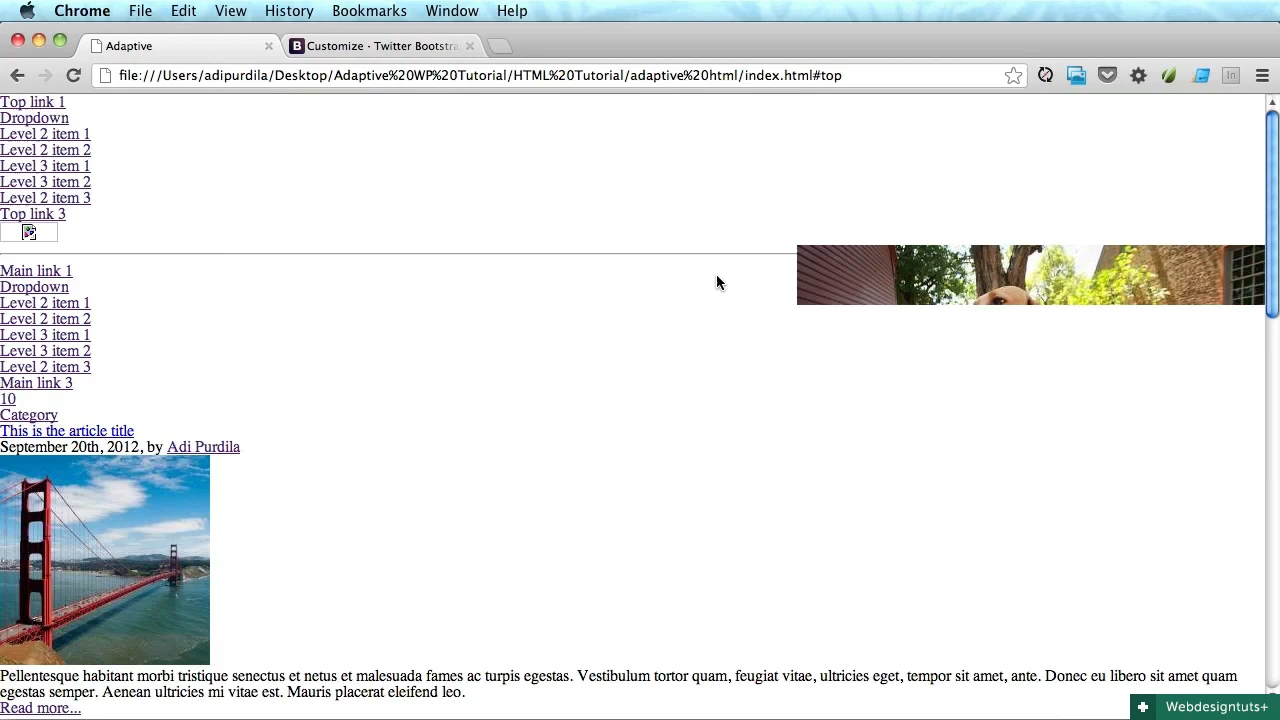 Chrome File Edit View History Bookmarks Window Help
Adaptive
B Customize · Twitter Bootstra
file:///Users/adipurdila/Desktop/Adaptive%20WP%20Tutorial/HTML%20Tutorial/adaptive%20html/index.html#top
In
Top link 1
Dropdown
Level 2 item 1
Level 2 item 2
Level 3 item 1
Level 3 item 2
Level 2 item 3
Top link 3
Main link 1
Dropdown
Level 2 item 1
Level 2 item 2
Level 3 item 1
Level 3 item 2
Level 2 item 3
Main link 3
10
Category
This is the article title
September 20th, 2012, by Adi Purdila
Pellentesque habitant morbi tristique senectus et netus et malesuada fames ac turpis egestas. Vestibulum tortor quam, feugiat vitae, ultricies eget, tempor sit amet, ante. Donec eu libero sit amet quam
egestas semper. Aenean ultricies mi vitae est. Mauris placerat eleifend leo.
Read more...
Webdesigntuts+